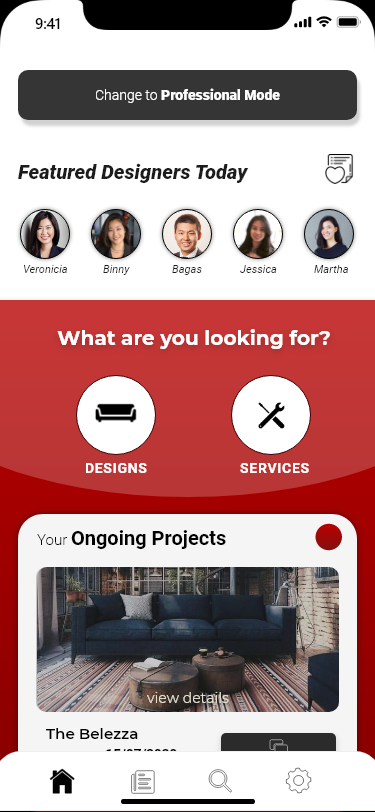 9:41
Change to Professional Mode
Featured Designers Today
Veronicia Binny Bagas Jessica Martha
What are you looking for?
DESIGNS SERVICES
Your Ongoing Projects
view details
The Belezza